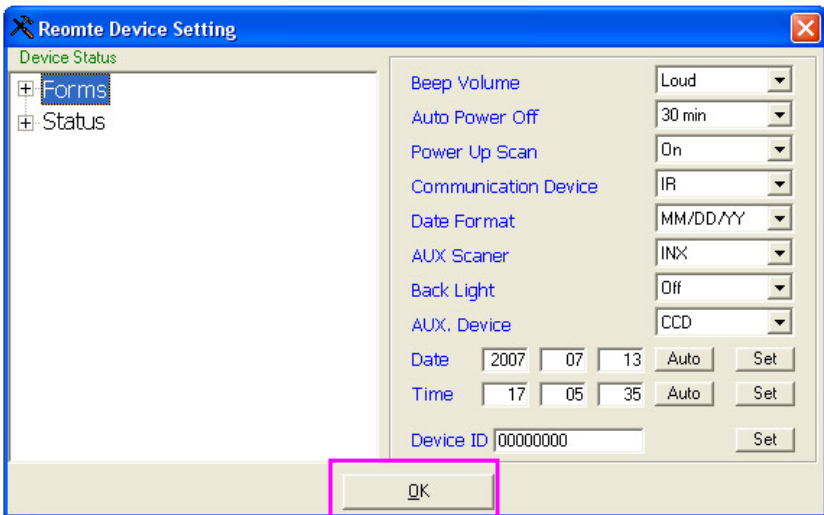 Reomte Device Setting
Device Status
Forms
Status
Beep Volume Loud
Auto Power Off 30 min
Power Up Scan On
Communication Device IR
Date Format MM/DD/YY
AUX Scaner INX
Back Light Off
AUX. Device CCD
Date 2007 07 13 Auto Set
Time 17 05 35 Auto Set
Device ID 00000000 Set
OK